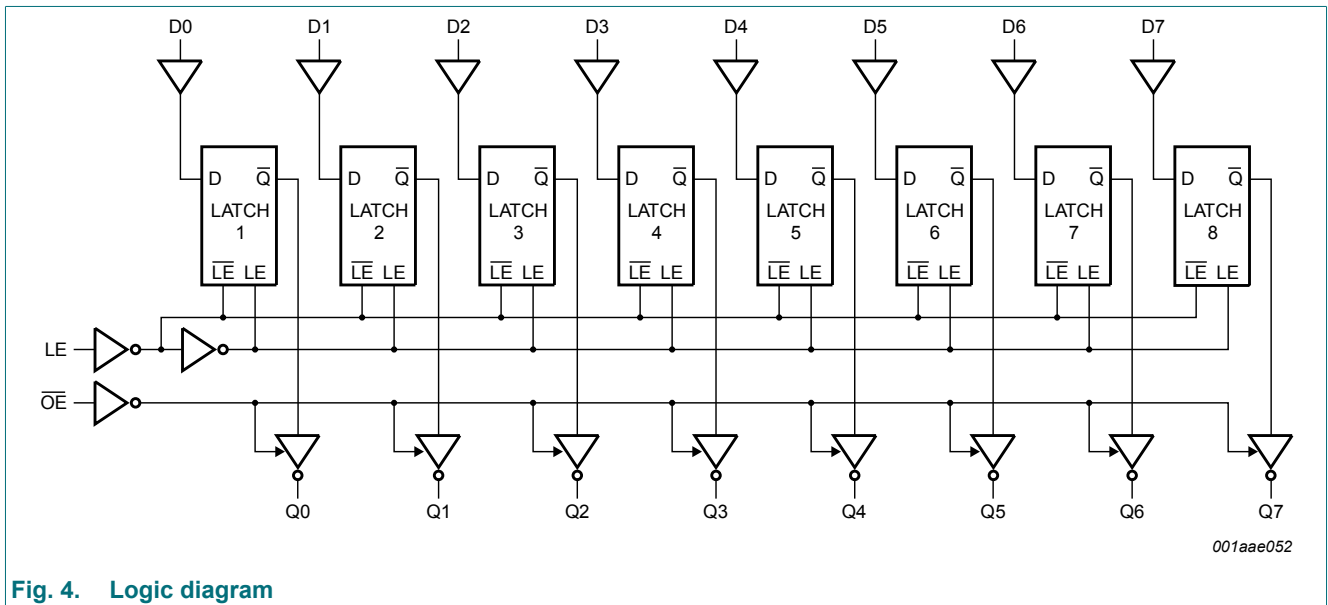 D0 D1 D2 D3 D4 D5 D6 D7
D Q̅ D Q̅ D Q̅ D Q̅ D Q̅ D Q̅ D Q̅ D Q̅
LATCH LATCH LATCH LATCH LATCH LATCH LATCH LATCH
1 2 3 4 5 6 7 8
L̅E̅ LE L̅E̅ LE L̅E̅ LE L̅E̅ LE L̅E̅ LE L̅E̅ LE L̅E̅ LE L̅E̅ LE
LE
O̅E̅
Q0 Q1 Q2 Q3 Q4 Q5 Q6 Q7
001aae052
Fig. 4. Logic diagram